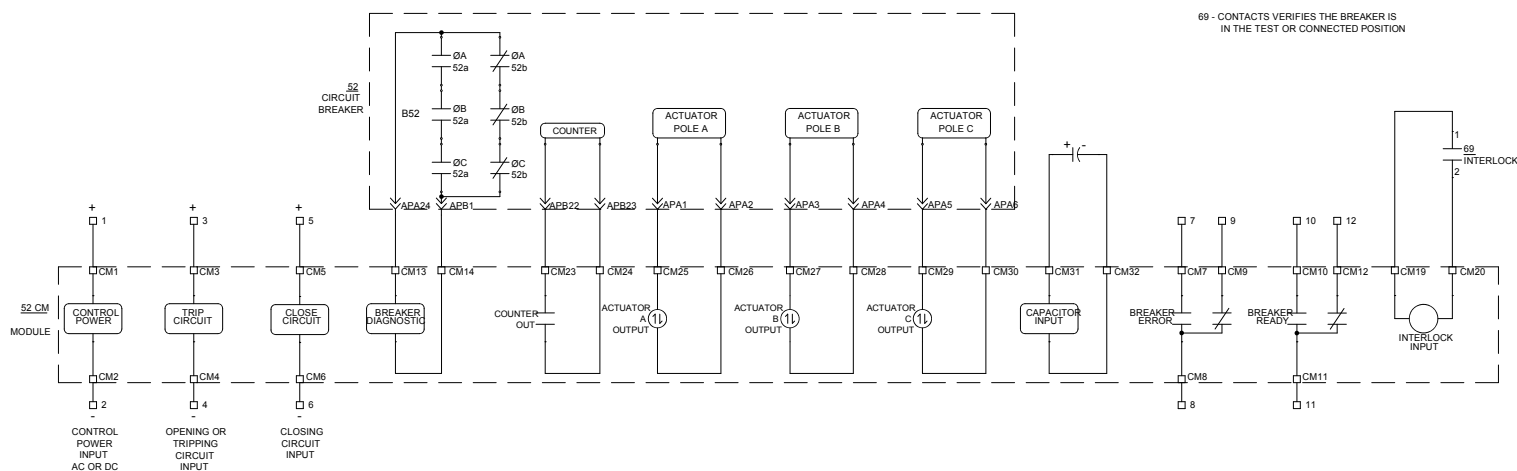 69 - CONTACTS VERIFIES THE BREAKER IS
IN THE TEST OR CONNECTED POSITION
52
CIRCUIT
BREAKER
B52
ØA
52a
ØA
52b
ØB
52a
ØB
52b
ØC
52a
ØC
52b
COUNTER
ACTUATOR
POLE A
ACTUATOR
POLE B
ACTUATOR
POLE C
+ -
1
69
INTERLOCK
2
APA24
APB1
APB22
APB23
APA1
APA2
APA3
APA4
APA5
APA6
+
1
+
3
+
5
7
9
10
12
CM1
CM3
CM5
CM13
CM14
CM23
CM24
CM25
CM26
CM27
CM28
CM29
CM30
CM31
CM32
CM7
CM9
CM10
CM12
CM19
CM20
52 CM
MODULE
CONTROL
POWER
TRIP
CIRCUIT
CLOSE
CIRCUIT
BREAKER
DIAGNOSTIC
COUNTER
OUT
ACTUATOR
A
OUTPUT
ACTUATOR
B
OUTPUT
ACTUATOR
C
OUTPUT
CAPACITOR
INPUT
BREAKER
ERROR
BREAKER
READY
INTERLOCK
INPUT
CM2
CM4
CM6
CM8
CM11
2
-
4
-
6
-
8
11
CONTROL
POWER
INPUT
AC OR DC
OPENING OR
TRIPPING
CIRCUIT
INPUT
CLOSING
CIRCUIT
INPUT